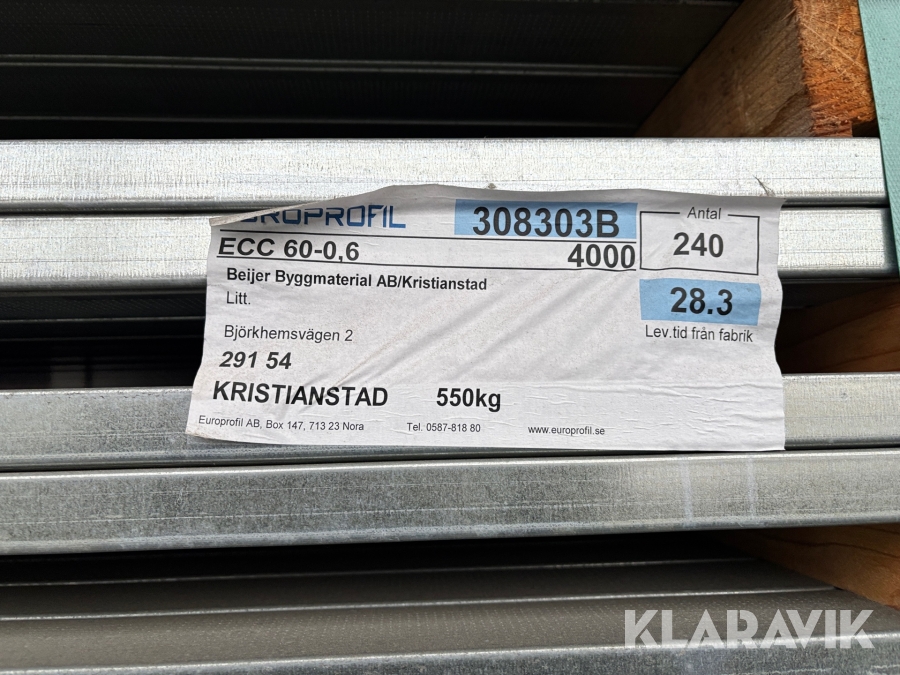 EUROPROFIL 308303B Antal
ECC 60-0,6 4000 240
Beijer Byggmaterial AB/Kristianstad 28.3
Litt. Lev.tid från fabrik
Björkhemsvägen 2
291 54
KRISTIANSTAD 550kg
Europrofil AB, Box 147, 713 23 Nora Tel. 0587-818 80 www.europrofil.se
KLARAVIK